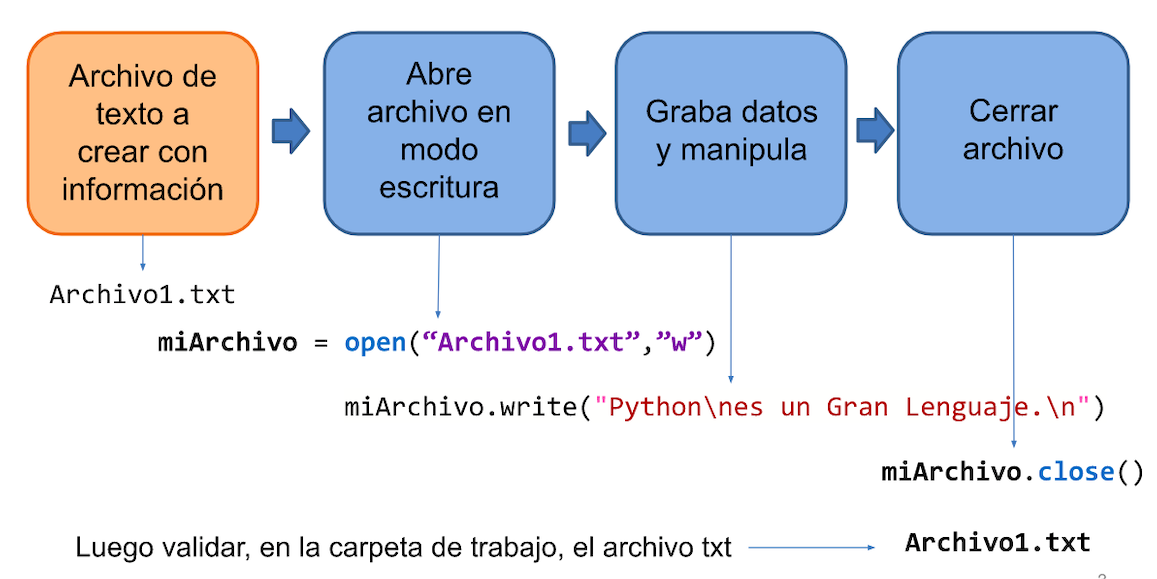 Archivo de
texto a
crear con
información
Abre
archivo en
modo
escritura
Graba datos
y manipula
Cerrar
archivo
Archivo1.txt
miArchivo = open(“Archivo1.txt”,”w”)
miArchivo.write("Python\nes un Gran Lenguaje.\n")
miArchivo.close()
Luego validar, en la carpeta de trabajo, el archivo txt
Archivo1.txt